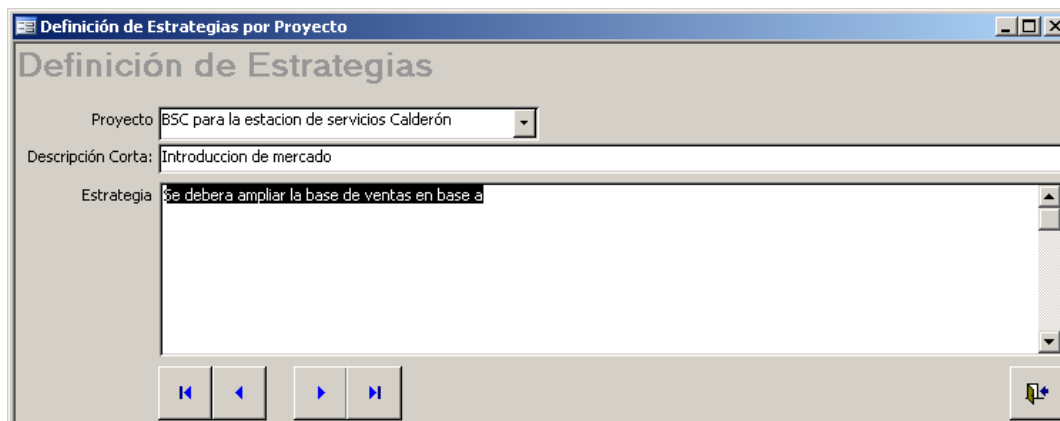 Definición de Estrategias por Proyecto
Definición de Estrategias
Proyecto BSC para la estacion de servicios Calderón
Descripción Corta: Introduccion de mercado
Estrategia Se debera ampliar la base de ventas en base a